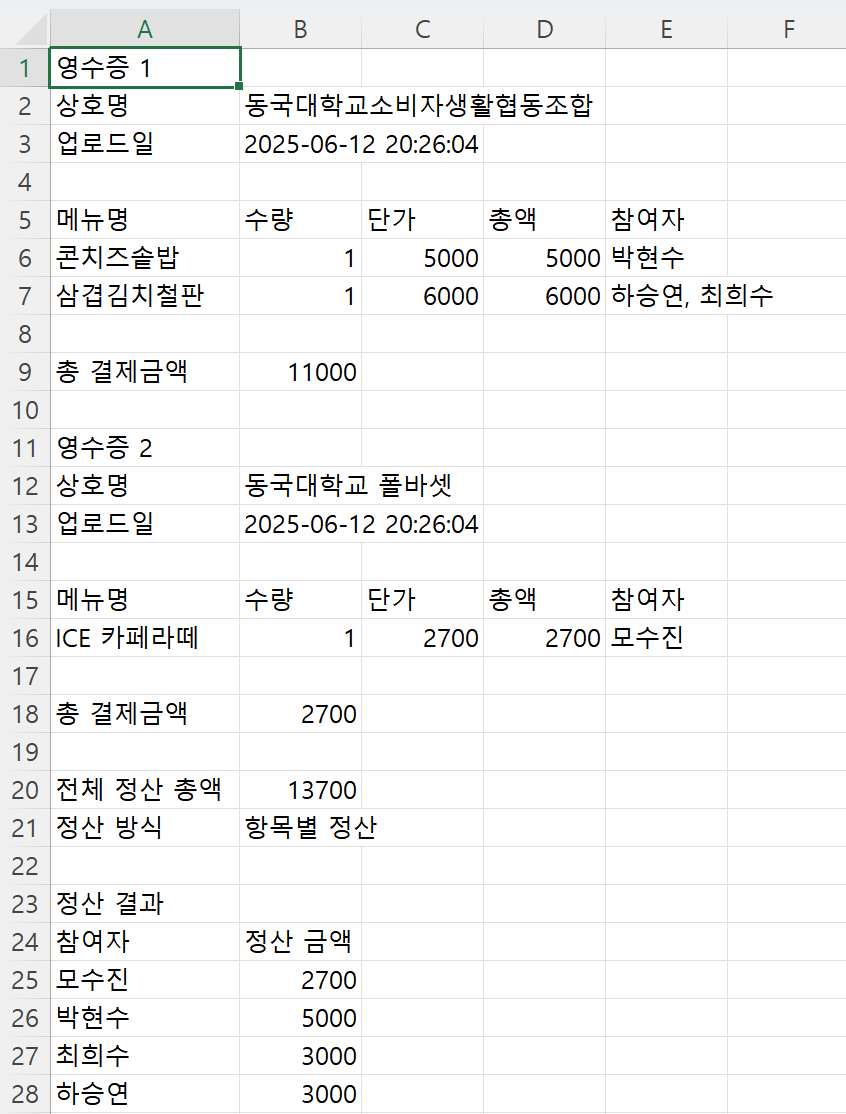 A B C D E F
1 영수증 1
2 상호명 동국대학교소비자생활협동조합
3 업로드일 2025-06-12 20:26:04
4
5 메뉴명 수량 단가 총액 참여자
6 콘치즈솥밥 1 5000 5000 박현수
7 삼겹김치철판 1 6000 6000 하승연, 최희수
8
9 총 결제금액 11000
10
11 영수증 2
12 상호명 동국대학교 폴바셋
13 업로드일 2025-06-12 20:26:04
14
15 메뉴명 수량 단가 총액 참여자
16 ICE 카페라떼 1 2700 2700 모수진
17
18 총 결제금액 2700
19
20 전체 정산 총액 13700
21 정산 방식 항목별 정산
22
23 정산 결과
24 참여자 정산 금액
25 모수진 2700
26 박현수 5000
27 최희수 3000
28 하승연 3000